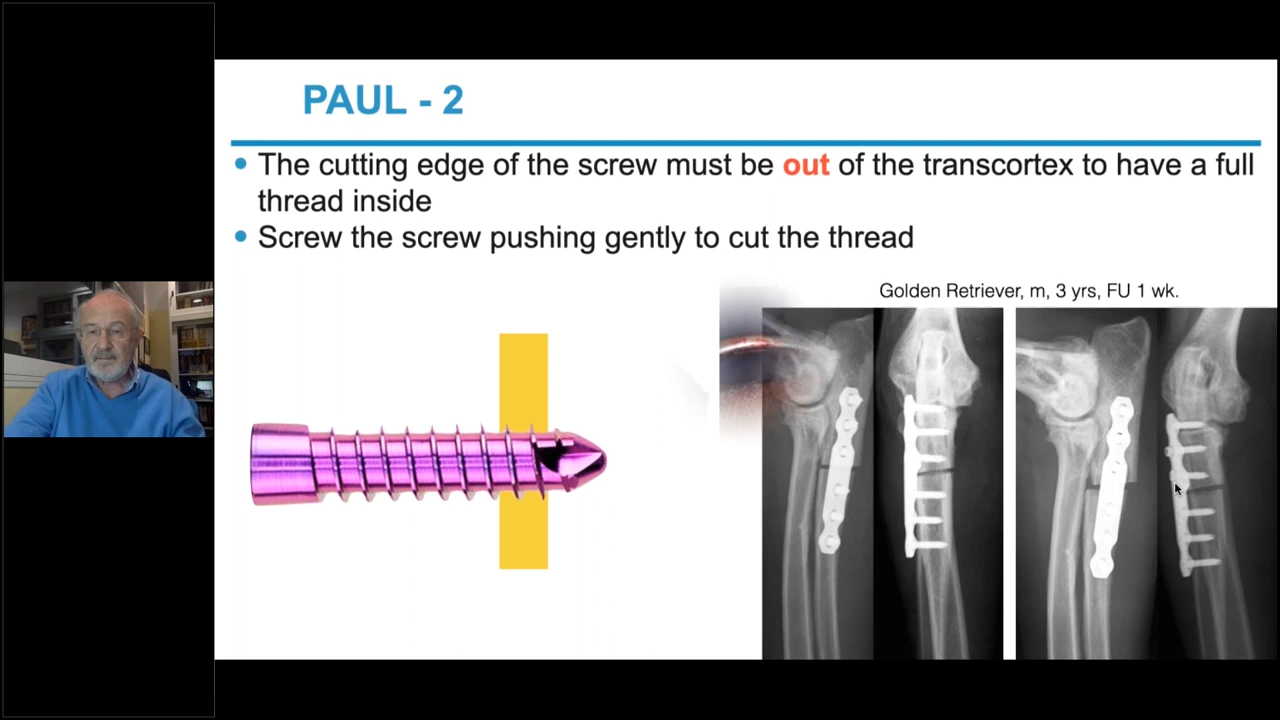 PAUL - 2
• The cutting edge of the screw must be out of the transcortex to have a full
thread inside
• Screw the screw pushing gently to cut the thread
Golden Retriever, m, 3 yrs, FU 1 wk.